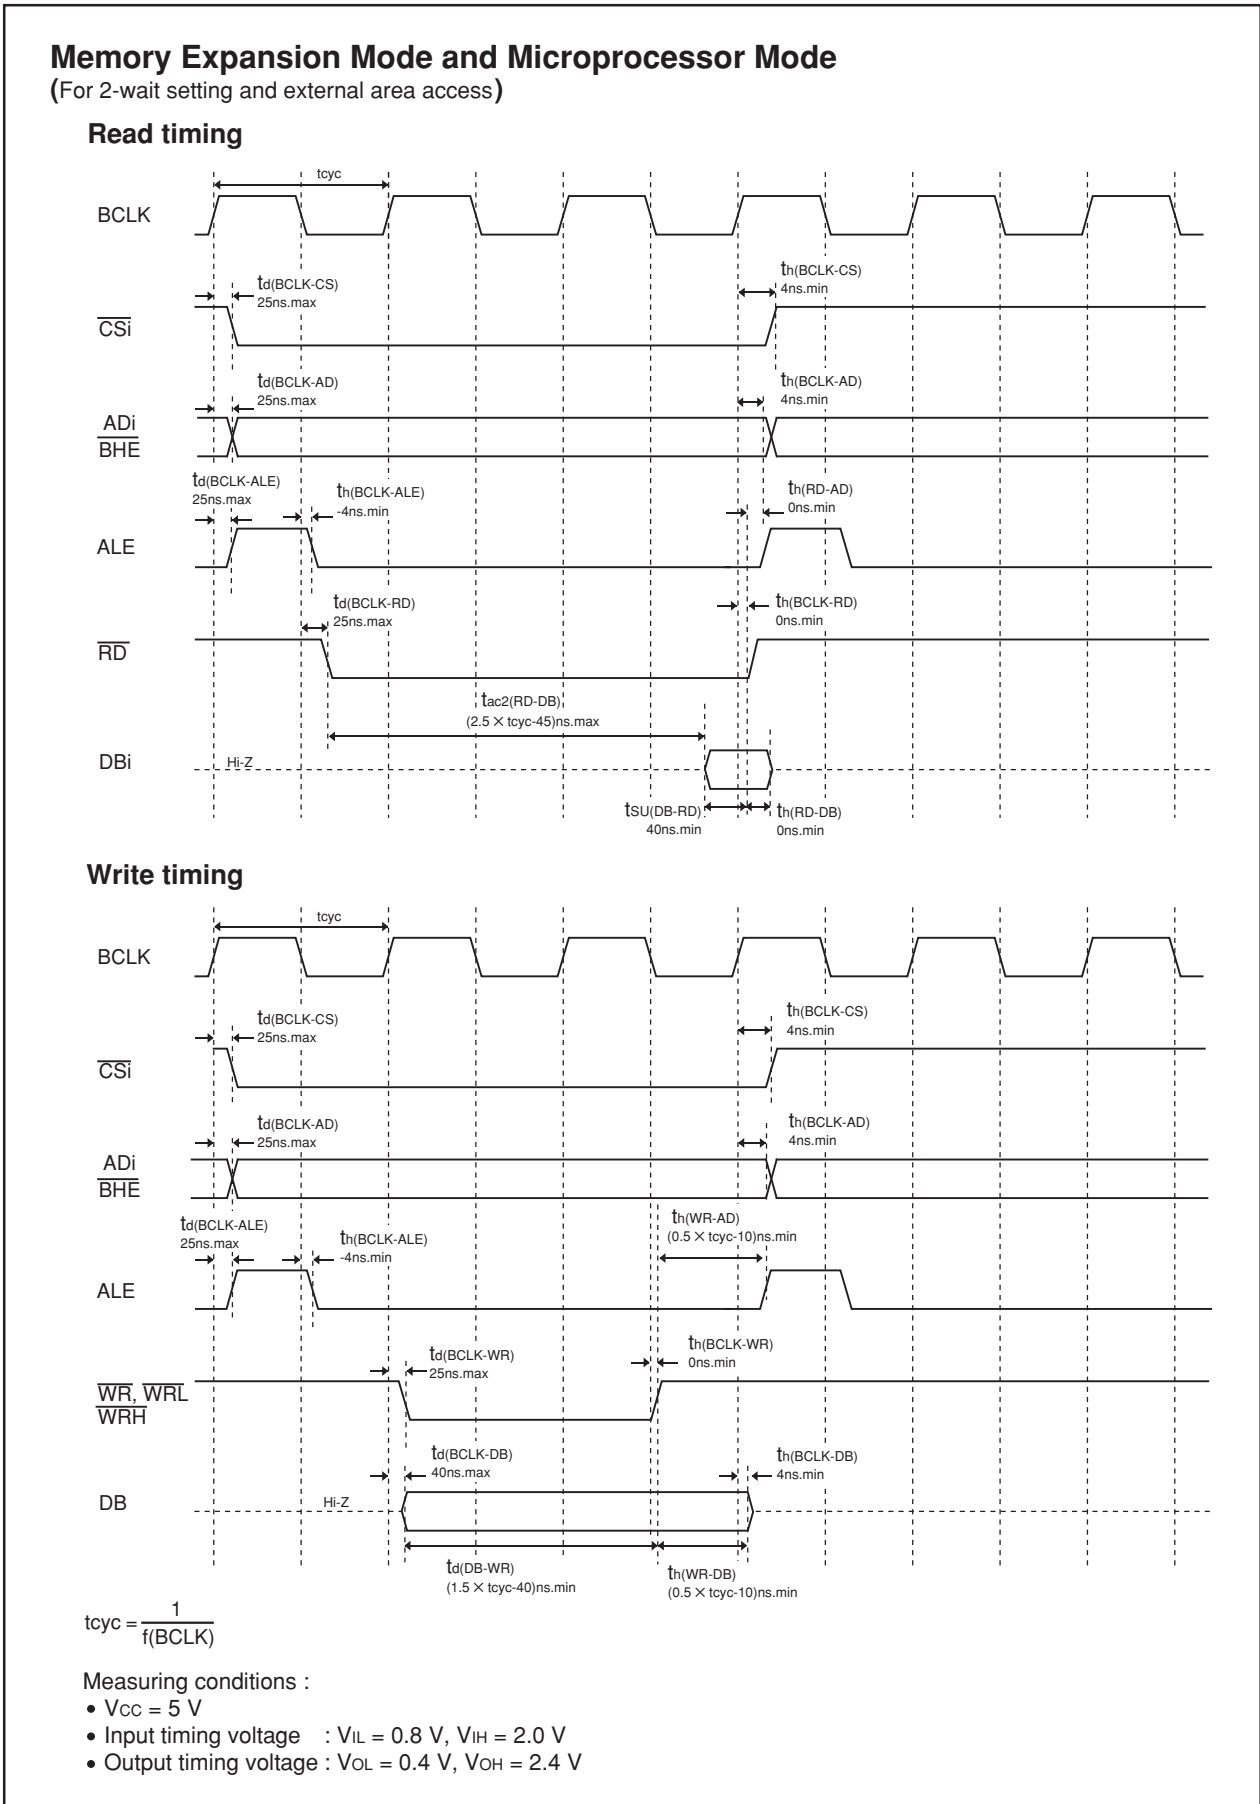 Memory Expansion Mode and Microprocessor Mode
(For 2-wait setting and external area access)
Read timing
tcyc
BCLK
td(BCLK-CS)
25ns.max
th(BCLK-CS)
4ns.min
CSi
td(BCLK-AD)
25ns.max
th(BCLK-AD)
4ns.min
ADi
BHE
td(BCLK-ALE)
25ns.max
th(BCLK-ALE)
-4ns.min
th(RD-AD)
0ns.min
ALE
td(BCLK-RD)
25ns.max
th(BCLK-RD)
0ns.min
RD
tac2(RD-DB)
(2.5 × tcyc-45)ns.max
DBi
Hi-Z
tSU(DB-RD)
40ns.min
th(RD-DB)
0ns.min
Write timing
tcyc
BCLK
td(BCLK-CS)
25ns.max
th(BCLK-CS)
4ns.min
CSi
td(BCLK-AD)
25ns.max
th(BCLK-AD)
4ns.min
ADi
BHE
td(BCLK-ALE)
25ns.max
th(BCLK-ALE)
-4ns.min
th(WR-AD)
(0.5 × tcyc-10)ns.min
ALE
td(BCLK-WR)
25ns.max
th(BCLK-WR)
0ns.min
WR, WRL
WRH
td(BCLK-DB)
40ns.max
th(BCLK-DB)
4ns.min
DB
Hi-Z
td(DB-WR)
(1.5 × tcyc-40)ns.min
th(WR-DB)
(0.5 × tcyc-10)ns.min
tcyc = 1
f(BCLK)
Measuring conditions :
• VCC = 5 V
• Input timing voltage : VIL = 0.8 V, VIH = 2.0 V
• Output timing voltage : VOL = 0.4 V, VOH = 2.4 V